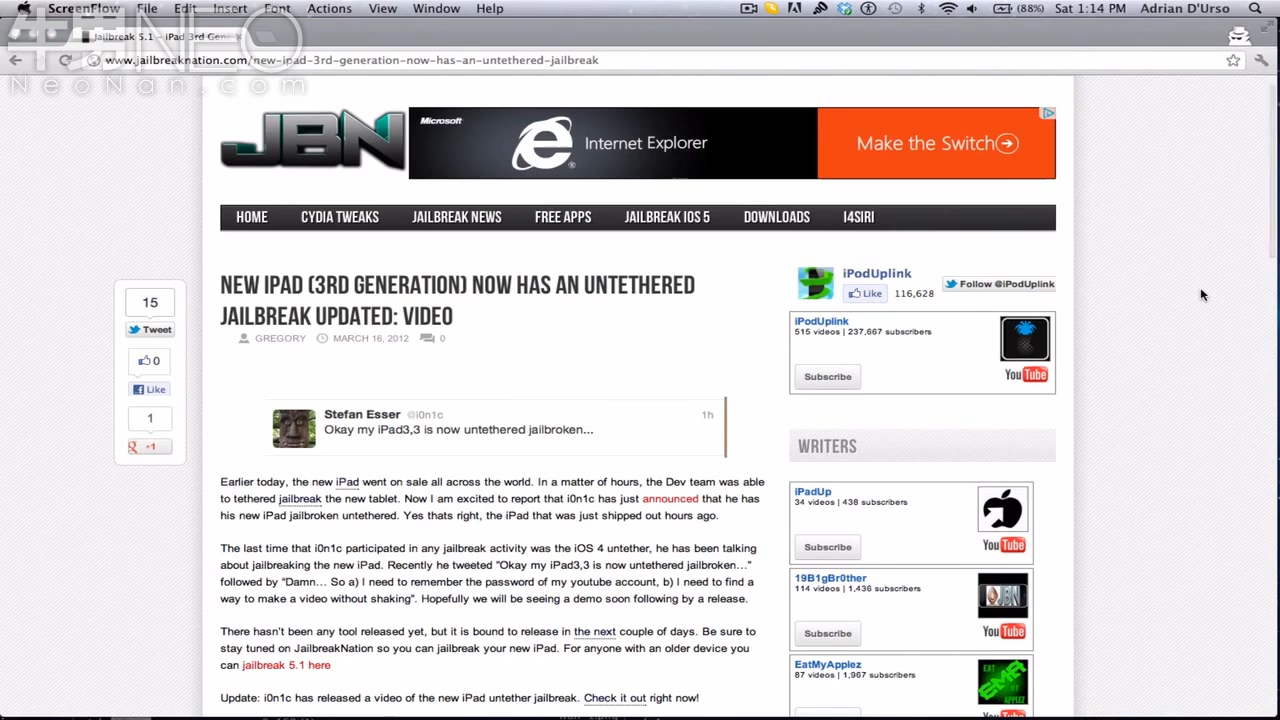 ScreenFlow File Edit Insert Font Actions View Window Help (88%) Sat 1:14 PM Adrian D'Urso
Jailbreak 5.1 - iPad 3rd Gene
牛男NEO
www.jailbreaknation.com/new-ipad-3rd-generation-now-has-an-untethered-jailbreak
NeoNan.com
JBN
Microsoft
Internet Explorer
Make the Switch
HOME CYDIA TWEAKS JAILBREAK NEWS FREE APPS JAILBREAK IOS 5 DOWNLOADS I4SIRI
NEW IPAD (3RD GENERATION) NOW HAS AN UNTETHERED
JAILBREAK UPDATED: VIDEO
GREGORY MARCH 16, 2012 0
15
Tweet
0
Like
1
+1
Stefan Esser @i0n1c 1h
Okay my iPad3,3 is now untethered jailbroken...
Earlier today, the new iPad went on sale all across the world. In a matter of hours, the Dev team was able
to tethered jailbreak the new tablet. Now I am excited to report that i0n1c has just announced that he has
his new iPad jailbroken untethered. Yes thats right, the iPad that was just shipped out hours ago.
The last time that i0n1c participated in any jailbreak activity was the iOS 4 untether, he has been talking
about jailbreaking the new iPad. Recently he tweeted "Okay my iPad3,3 is now untethered jailbroken..."
followed by "Damn... So a) I need to remember the password of my youtube account, b) I need to find a
way to make a video without shaking". Hopefully we will be seeing a demo soon following by a release.
There hasn't been any tool released yet, but it is bound to release in the next couple of days. Be sure to
stay tuned on JailbreakNation so you can jailbreak your new iPad. For anyone with an older device you
can jailbreak 5.1 here
Update: i0n1c has released a video of the new iPad untether jailbreak. Check it out right now!
iPodUplink
Like 116,628 Follow @iPodUplink
iPodUplink
515 videos | 237,667 subscribers
Subscribe
YouTube
WRITERS
iPadUp
34 videos | 438 subscribers
Subscribe
YouTube
19B1gBr0ther
114 videos | 1,436 subscribers
JBN
Subscribe
YouTube
EatMyApplez
87 videos | 1,967 subscribers